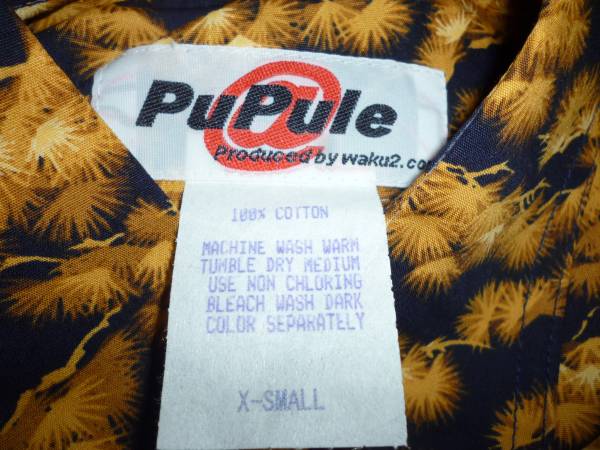 PuPule
@
Produced by waku2.com
100% COTTON
MACHINE WASH WARM
TUMBLE DRY MEDIUM
USE NON CHLORING
BLEACH WASH DARK
COLOR SEPARATELY
X-SMALL